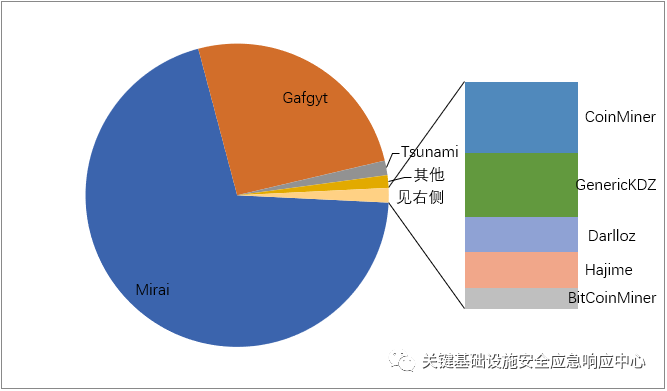 Gafgyt
Tsunami
其他
见右侧
Mirai
CoinMiner
GenericKDZ
Darlloz
Hajime
BitCoinMiner
关键基础设施安全应急响应中心